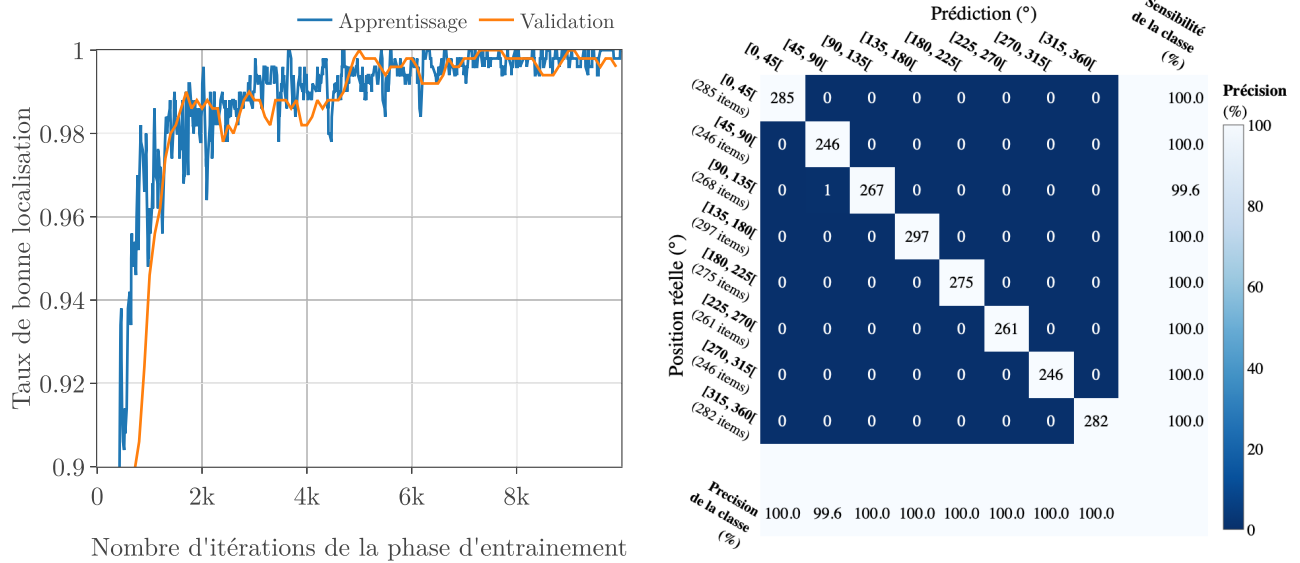 Apprentissage
Validation
1
0.98
0.96
0.94
0.92
0.9
0
2k
4k
6k
8k
Taux de bonne localisation
Nombre d'itérations de la phase d'entrainement
Prédiction (°)
Sensibilité
de la classe
(%)
[0, 45[
[45, 90[
[90, 135[
[135, 180[
[180, 225[
[225, 270[
[270, 315[
[315, 360[
Position réelle (°)
[0, 45[
(285 items)
285 0 0 0 0 0 0 0 100.0
[45, 90[
(246 items)
0 246 0 0 0 0 0 0 100.0
[90, 135[
(268 items)
0 1 267 0 0 0 0 0 99.6
[135, 180[
(297 items)
0 0 0 297 0 0 0 0 100.0
[180, 225[
(275 items)
0 0 0 0 275 0 0 0 100.0
[225, 270[
(261 items)
0 0 0 0 0 261 0 0 100.0
[270, 315[
(246 items)
0 0 0 0 0 0 246 0 100.0
[315, 360[
(282 items)
0 0 0 0 0 0 0 282 100.0
Precision
de la classe
(%)
100.0 99.6 100.0 100.0 100.0 100.0 100.0 100.0
Précision
(%)
100
80
60
40
20
0